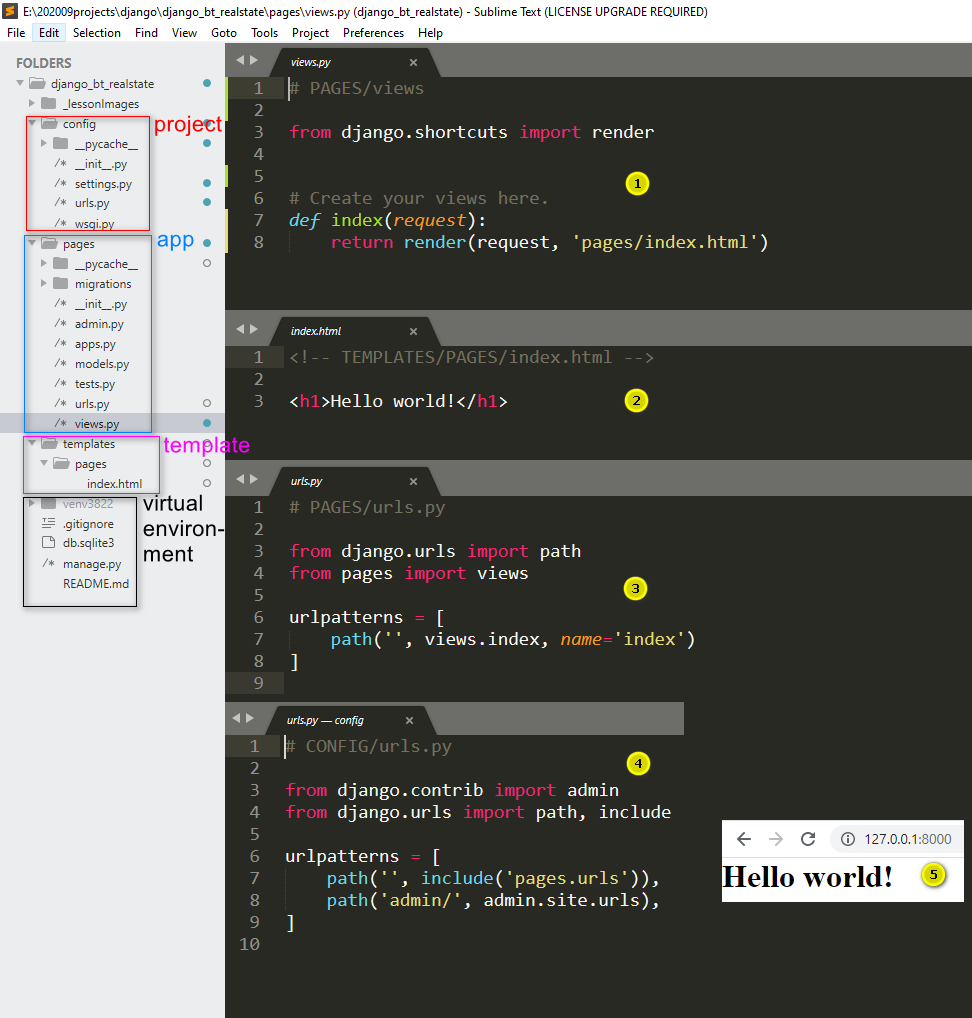 E:\202009projects\django\django_bt_realstate\pages\views.py (django_bt_realstate) - Sublime Text (LICENSE UPGRADE REQUIRED)
File Edit Selection Find View Goto Tools Project Preferences Help
FOLDERS
django_bt_realstate
_lessonImages
config
project
__pycache__
/* __init__.py
/* settings.py
/* urls.py
/* wsgi.py
pages
app
__pycache__
migrations
/* __init__.py
/* admin.py
/* apps.py
/* models.py
/* tests.py
/* urls.py
/* views.py
templates
template
pages
index.html
venv3822
virtual
environ-
ment
.gitignore
db.sqlite3
/* manage.py
README.md
views.py ×
1 # PAGES/views
2
3 from django.shortcuts import render
4
5
1
6 # Create your views here.
7 def index(request):
8     return render(request, 'pages/index.html')
index.html ×
1 <!-- TEMPLATES/PAGES/index.html -->
2
3 <h1>Hello world!</h1>
2
urls.py ×
1 # PAGES/urls.py
2
3 from django.urls import path
4 from pages import views
3
5
6 urlpatterns = [
7     path('', views.index, name='index')
8 ]
9
urls.py — config ×
1 # CONFIG/urls.py
4
2
3 from django.contrib import admin
4 from django.urls import path, include
5
6 urlpatterns = [
7     path('', include('pages.urls')),
8     path('admin/', admin.site.urls),
9 ]
10
127.0.0.1:8000
Hello world!
5